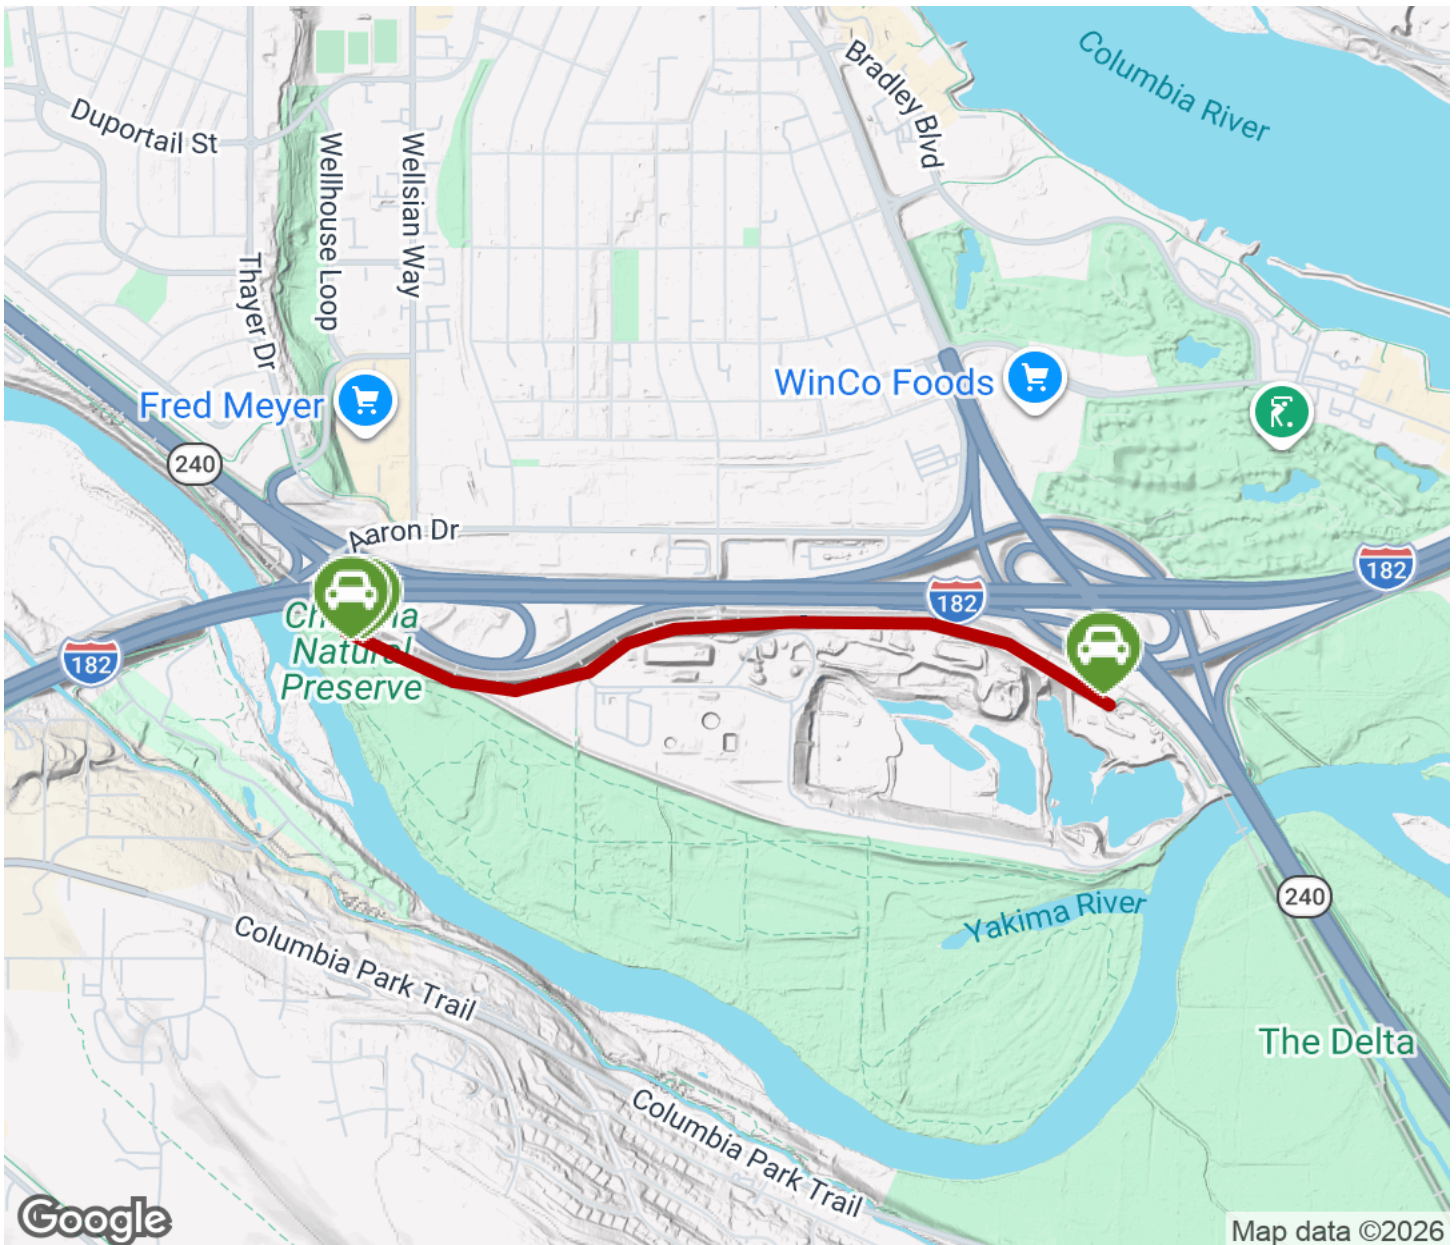 Columbia River
Bradley Blvd
Duportail St
Wellhouse Loop
Wellsian Way
Thayer Dr
WinCo Foods
Fred Meyer
240
Aaron Dr
182
182
182
Natural
Preserve
Yakima River
240
Columbia Park Trail
The Delta
Columbia Park Trail
Google
Map data ©2026